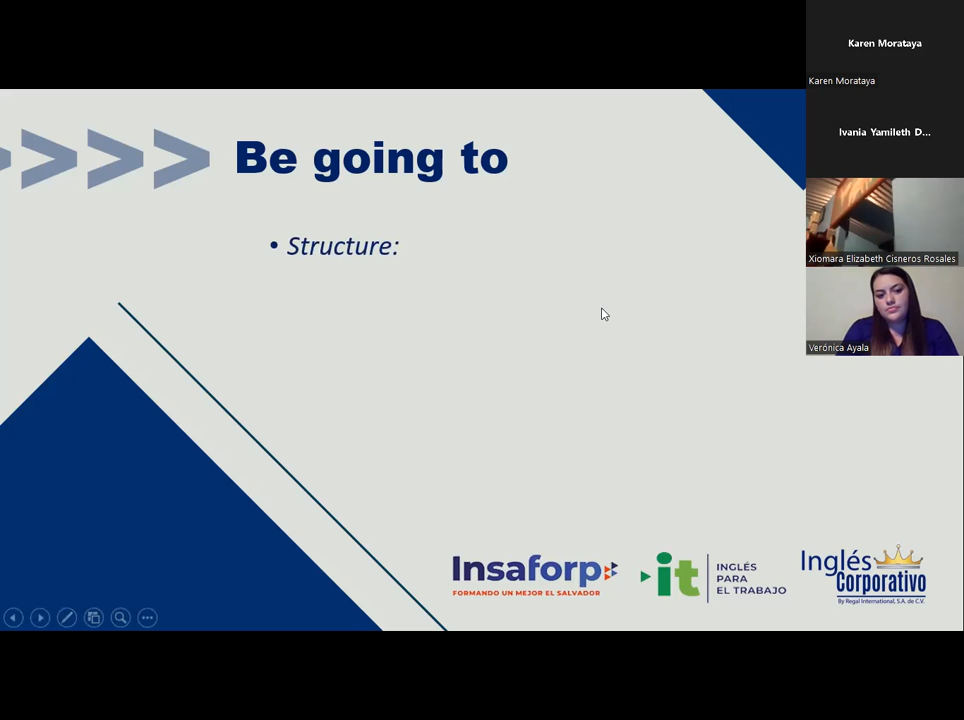 Karen Morataya
Karen Morataya
Ivania Yamileth D...
Xiomara Elizabeth Cisneros Rosales
Verónica Ayala
Be going to
• Structure:
Insaforp
FORMANDO UN MEJOR EL SALVADOR
it
INGLÉS
PARA
EL TRABAJO
Inglés
Corporativo
By Regal International, S.A. de C.V.